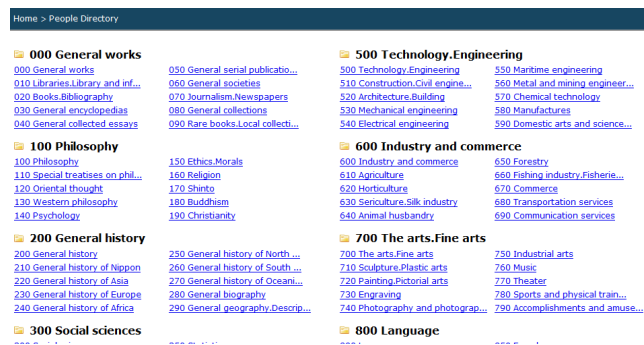 Home > People Directory
000 General works
000 General works
010 Libraries.Library and inf...
020 Books.Bibliography
030 General encyclopedias
040 General collected essays
050 General serial publicatio...
060 General societies
070 Journalism.Newspapers
080 General collections
090 Rare books.Local collecti...
100 Philosophy
100 Philosophy
110 Special treatises on phil...
120 Oriental thought
130 Western philosophy
140 Psychology
150 Ethics.Morals
160 Religion
170 Shinto
180 Buddhism
190 Christianity
200 General history
200 General history
210 General history of Nippon
220 General history of Asia
230 General history of Europe
240 General history of Africa
250 General history of North ...
260 General history of South ...
270 General history of Oceani...
280 General biography
290 General geography.Descrip...
300 Social sciences
500 Technology.Engineering
500 Technology.Engineering
510 Construction.Civil engine...
520 Architecture.Building
530 Mechanical engineering
540 Electrical engineering
550 Maritime engineering
560 Metal and mining engineer...
570 Chemical technology
580 Manufactures
590 Domestic arts and science...
600 Industry and commerce
600 Industry and commerce
610 Agriculture
620 Horticulture
630 Sericulture.Silk industry
640 Animal husbandry
650 Forestry
660 Fishing industry.Fisherie...
670 Commerce
680 Transportation services
690 Communication services
700 The arts.Fine arts
700 The arts.Fine arts
710 Sculpture.Plastic arts
720 Painting.Pictorial arts
730 Engraving
740 Photography and photograp...
750 Industrial arts
760 Music
770 Theater
780 Sports and physical train...
790 Accomplishments and amuse...
800 Language